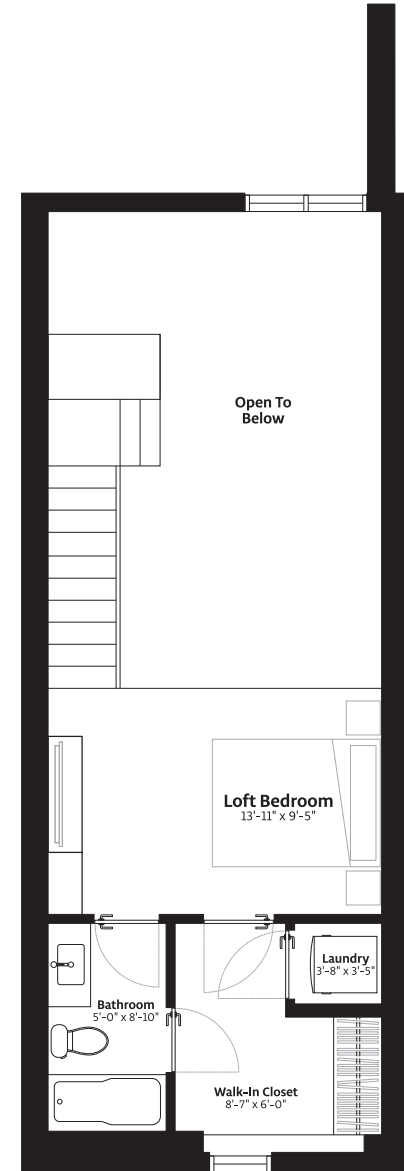 Open To
Below
Loft Bedroom
13'-11" x 9'-5"
Laundry
3'-8" x 3'-5"
Bathroom
5'-0" x 8'-10"
Walk-In Closet
8'-7" x 6'-0"